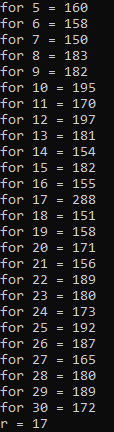 for 5 = 160
for 6 = 158
for 7 = 150
for 8 = 183
for 9 = 182
for 10 = 195
for 11 = 170
for 12 = 197
for 13 = 181
for 14 = 154
for 15 = 182
for 16 = 155
for 17 = 288
for 18 = 151
for 19 = 158
for 20 = 171
for 21 = 156
for 22 = 189
for 23 = 180
for 24 = 173
for 25 = 192
for 26 = 187
for 27 = 165
for 28 = 180
for 29 = 189
for 30 = 172
r = 17